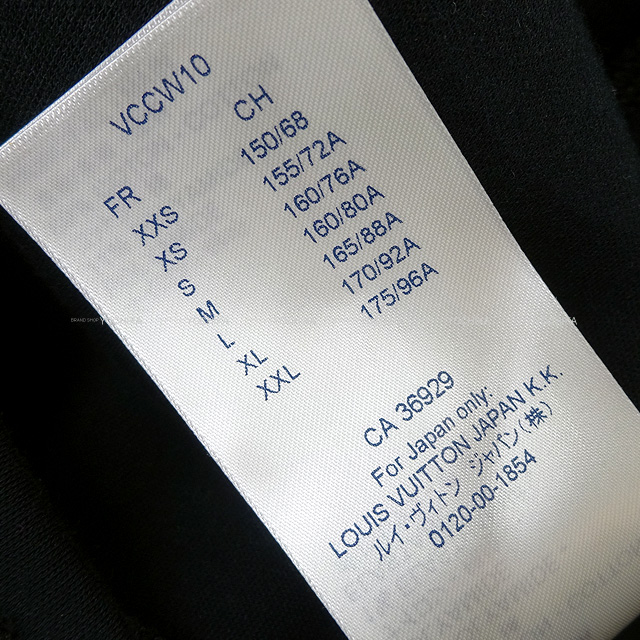 VCCW10
FR CH
XXS 150/68
XS 155/72A
S 160/76A
M 160/80A
L 165/88A
XL 170/92A
XXL 175/96A
CA 36929
For Japan only:
LOUIS VUITTON JAPAN K.K.
ルイ・ヴィトン ジャパン(株)
0120-00-1854
BRAND SHOP